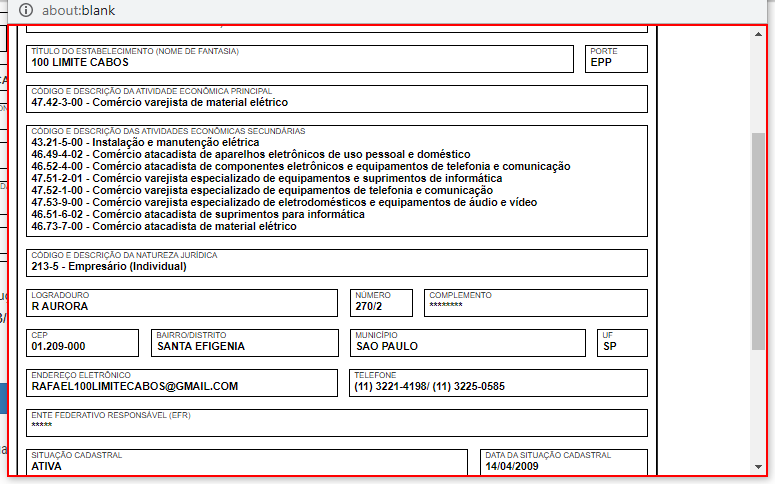 about:blank
TÍTULO DO ESTABELECIMENTO (NOME DE FANTASIA)
100 LIMITE CABOS
PORTE
EPP
CÓDIGO E DESCRIÇÃO DA ATIVIDADE ECONÔMICA PRINCIPAL
47.42-3-00 - Comércio varejista de material elétrico
CÓDIGO E DESCRIÇÃO DAS ATIVIDADES ECONÔMICAS SECUNDÁRIAS
43.21-5-00 - Instalação e manutenção elétrica
46.49-4-02 - Comércio atacadista de aparelhos eletrônicos de uso pessoal e doméstico
46.52-4-00 - Comércio atacadista de componentes eletrônicos e equipamentos de telefonia e comunicação
47.51-2-01 - Comércio varejista especializado de equipamentos e suprimentos de informática
47.52-1-00 - Comércio varejista especializado de equipamentos de telefonia e comunicação
47.53-9-00 - Comércio varejista especializado de eletrodomésticos e equipamentos de áudio e vídeo
46.51-6-02 - Comércio atacadista de suprimentos para informática
46.73-7-00 - Comércio atacadista de material elétrico
CÓDIGO E DESCRIÇÃO DA NATUREZA JURÍDICA
213-5 - Empresário (Individual)
LOGRADOURO
R AURORA
NÚMERO
270/2
COMPLEMENTO
********
CEP
01.209-000
BAIRRO/DISTRITO
SANTA EFIGENIA
MUNICÍPIO
SAO PAULO
UF
SP
ENDEREÇO ELETRÔNICO
RAFAEL100LIMITECABOS@GMAIL.COM
TELEFONE
(11) 3221-4198/ (11) 3225-0585
ENTE FEDERATIVO RESPONSÁVEL (EFR)
*****
SITUAÇÃO CADASTRAL
ATIVA
DATA DA SITUAÇÃO CADASTRAL
14/04/2009